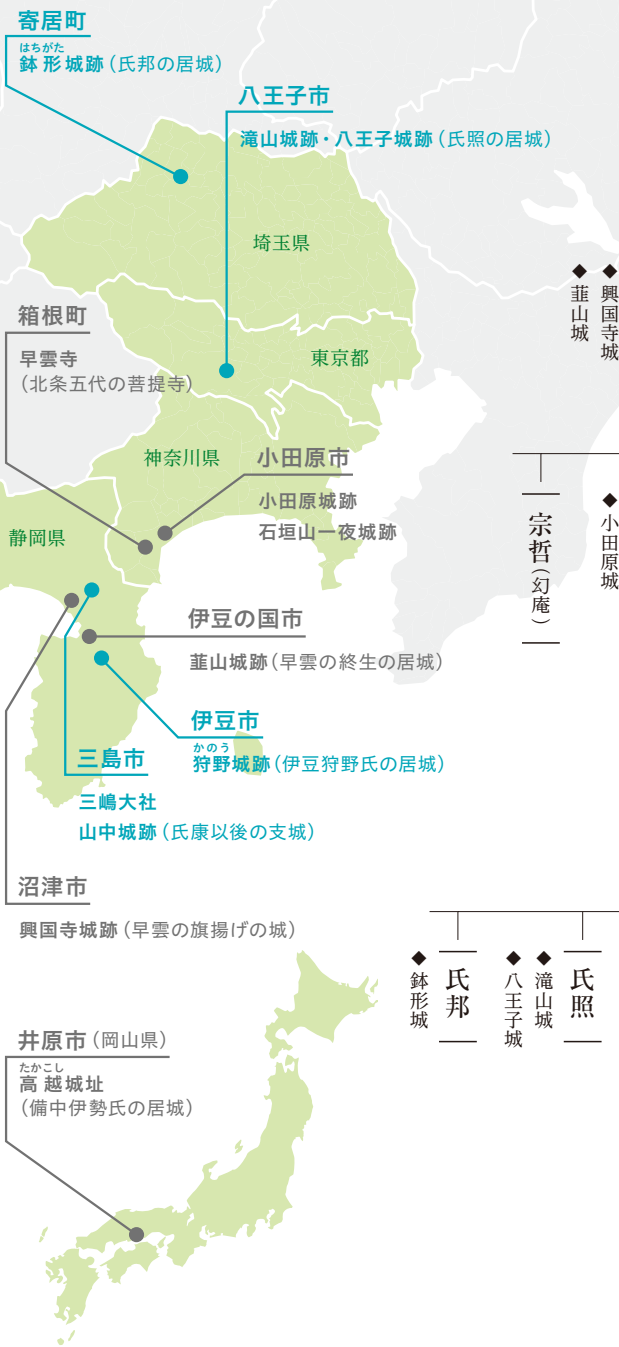 寄居町
はちがた
鉢形城跡（氏邦の居城）
八王子市
滝山城跡・八王子城跡（氏照の居城）
埼玉県
箱根町
早雲寺
（北条五代の菩提寺）
東京都
神奈川県
小田原市
小田原城跡
石垣山一夜城跡
静岡県
伊豆の国市
韮山城跡（早雲の終生の居城）
伊豆市
かのう
狩野城跡（伊豆狩野氏の居城）
三島市
三嶋大社
山中城跡（氏康以後の支城）
沼津市
興国寺城跡（早雲の旗揚げの城）
井原市（岡山県）
たかこし
高越城址
（備中伊勢氏の居城）
◆興国寺城
◆韮山城
◆小田原城
宗哲（幻庵）
氏照
◆滝山城
◆八王子城
氏邦
◆鉢形城